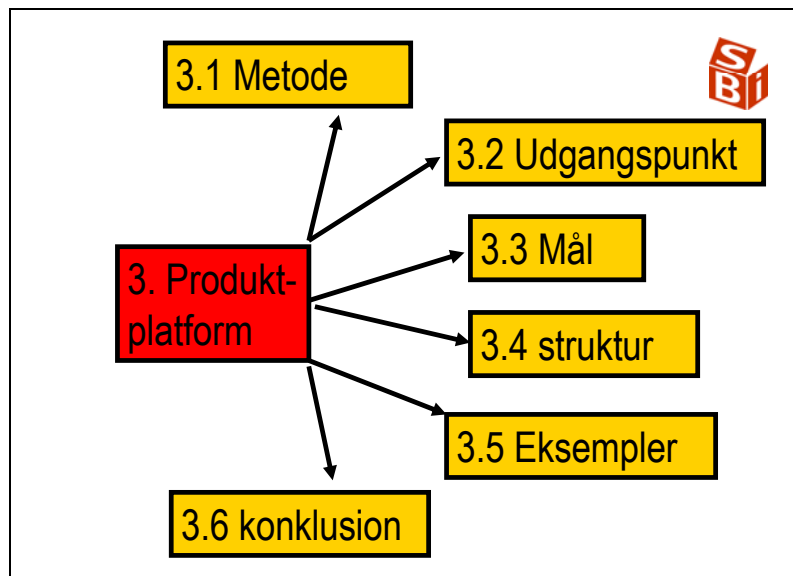 3.1 Metode
SBi
3.2 Udgangspunkt
3.3 Mål
3. Produkt-
platform
3.4 struktur
3.5 Eksempler
3.6 konklusion